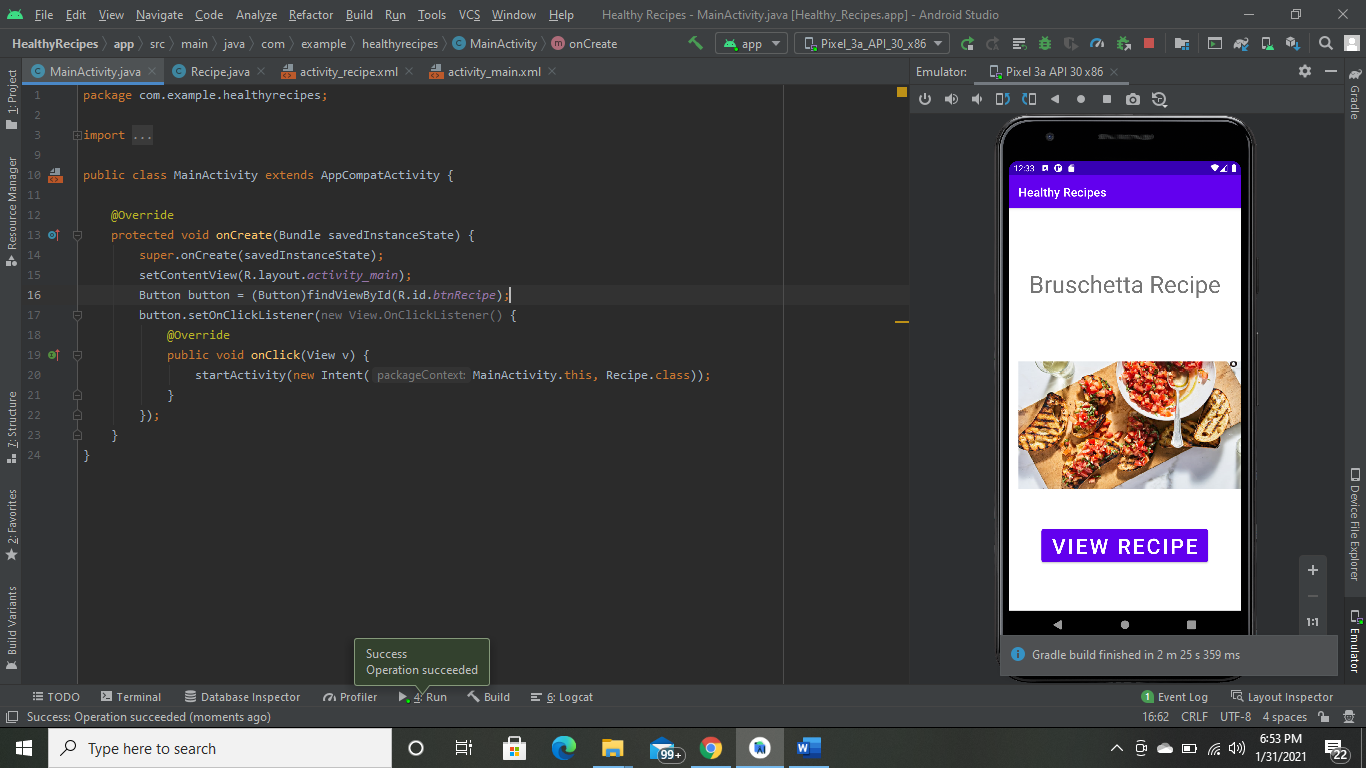 File Edit View Navigate Code Analyze Refactor Build Run Tools VCS Window Help Healthy Recipes - MainActivity.java [Healthy_Recipes.app] - Android Studio
HealthyRecipes app src main java com example healthyrecipes MainActivity onCreate app Pixel_3a_API_30_x86
MainActivity.java Recipe.java activity_recipe.xml activity_main.xml
Emulator: Pixel 3a API 30 x86
1: Project
Resource Manager
7: Structure
2: Favorites
Build Variants
1 package com.example.healthyrecipes;
2
3 import ...
9
10 public class MainActivity extends AppCompatActivity {
11
12 @Override
13 protected void onCreate(Bundle savedInstanceState) {
14 super.onCreate(savedInstanceState);
15 setContentView(R.layout.activity_main);
16 Button button = (Button)findViewById(R.id.btnRecipe);
17 button.setOnClickListener(new View.OnClickListener() {
18 @Override
19 public void onClick(View v) {
20 startActivity(new Intent( packageContext: MainActivity.this, Recipe.class));
21 }
22 });
23 }
24 }
12:33
Healthy Recipes
Bruschetta Recipe
VIEW RECIPE
1:1
Gradle
Device File Explorer
Emulator
Success
Operation succeeded
Gradle build finished in 2 m 25 s 359 ms
TODO Terminal Database Inspector Profiler 4: Run Build 6: Logcat 1 Event Log Layout Inspector
Success: Operation succeeded (moments ago) 16:62 CRLF UTF-8 4 spaces
Type here to search
99+
W
6:53 PM
1/31/2021
22